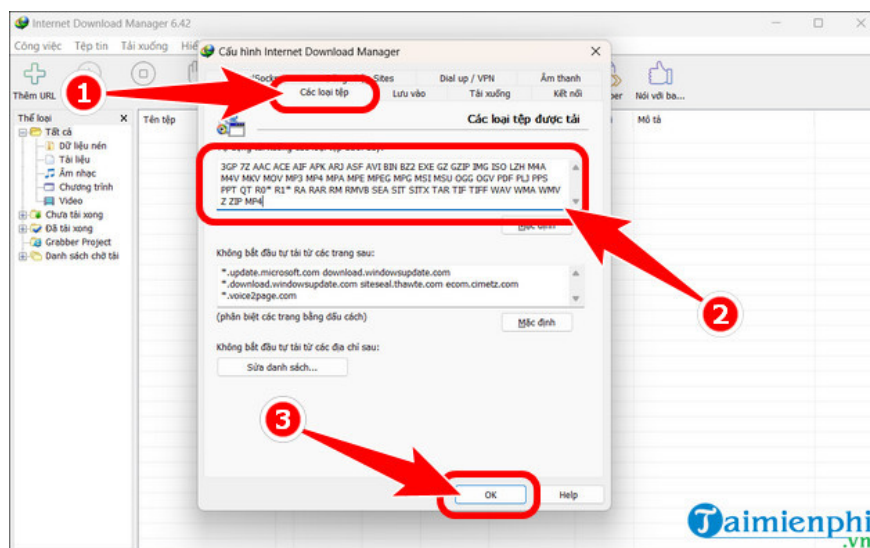 Internet Download Manager 6.42
Công việc Tệp tin Tải xuống
Thêm URL
Nói với ba...
Thể loại X
Tất cả
Dữ liệu nén
Tài liệu
Âm nhạc
Chương trình
Video
Chưa tải xong
Đã tải xong
Grabber Project
Danh sách chờ tải
Tên tệp
Mô tả
Cấu hình Internet Download Manager
Sites Dial up / VPN Âm thanh
Các loại tệp Lưu vào Tải xuống Kết nối
Các loại tệp được tải
3GP 7Z AAC ACE AIF APK ARJ ASF AVI BIN BZ2 EXE GZ GZIP IMG ISO LZH M4A
M4V MKV MOV MP3 MP4 MPA MPE MPEG MPG MSI MSU OGG OGV PDF PLJ PPS
PPT QT R0* R1* RA RAR RM RMVB SEA SIT SITX TAR TIF TIFF WAV WMA WMV
Z ZIP MP4
Mặc định
Không bắt đầu tự tải từ các trang sau:
*.update.microsoft.com download.windowsupdate.com
*.download.windowsupdate.com siteseal.thawte.com ecom.cimetz.com
*.voice2page.com
(phân biệt các trang bằng dấu cách)
Mặc định
Không bắt đầu tự tải từ các địa chỉ sau:
Sửa danh sách...
OK Help
1
2
3
Taimienphi
.vn